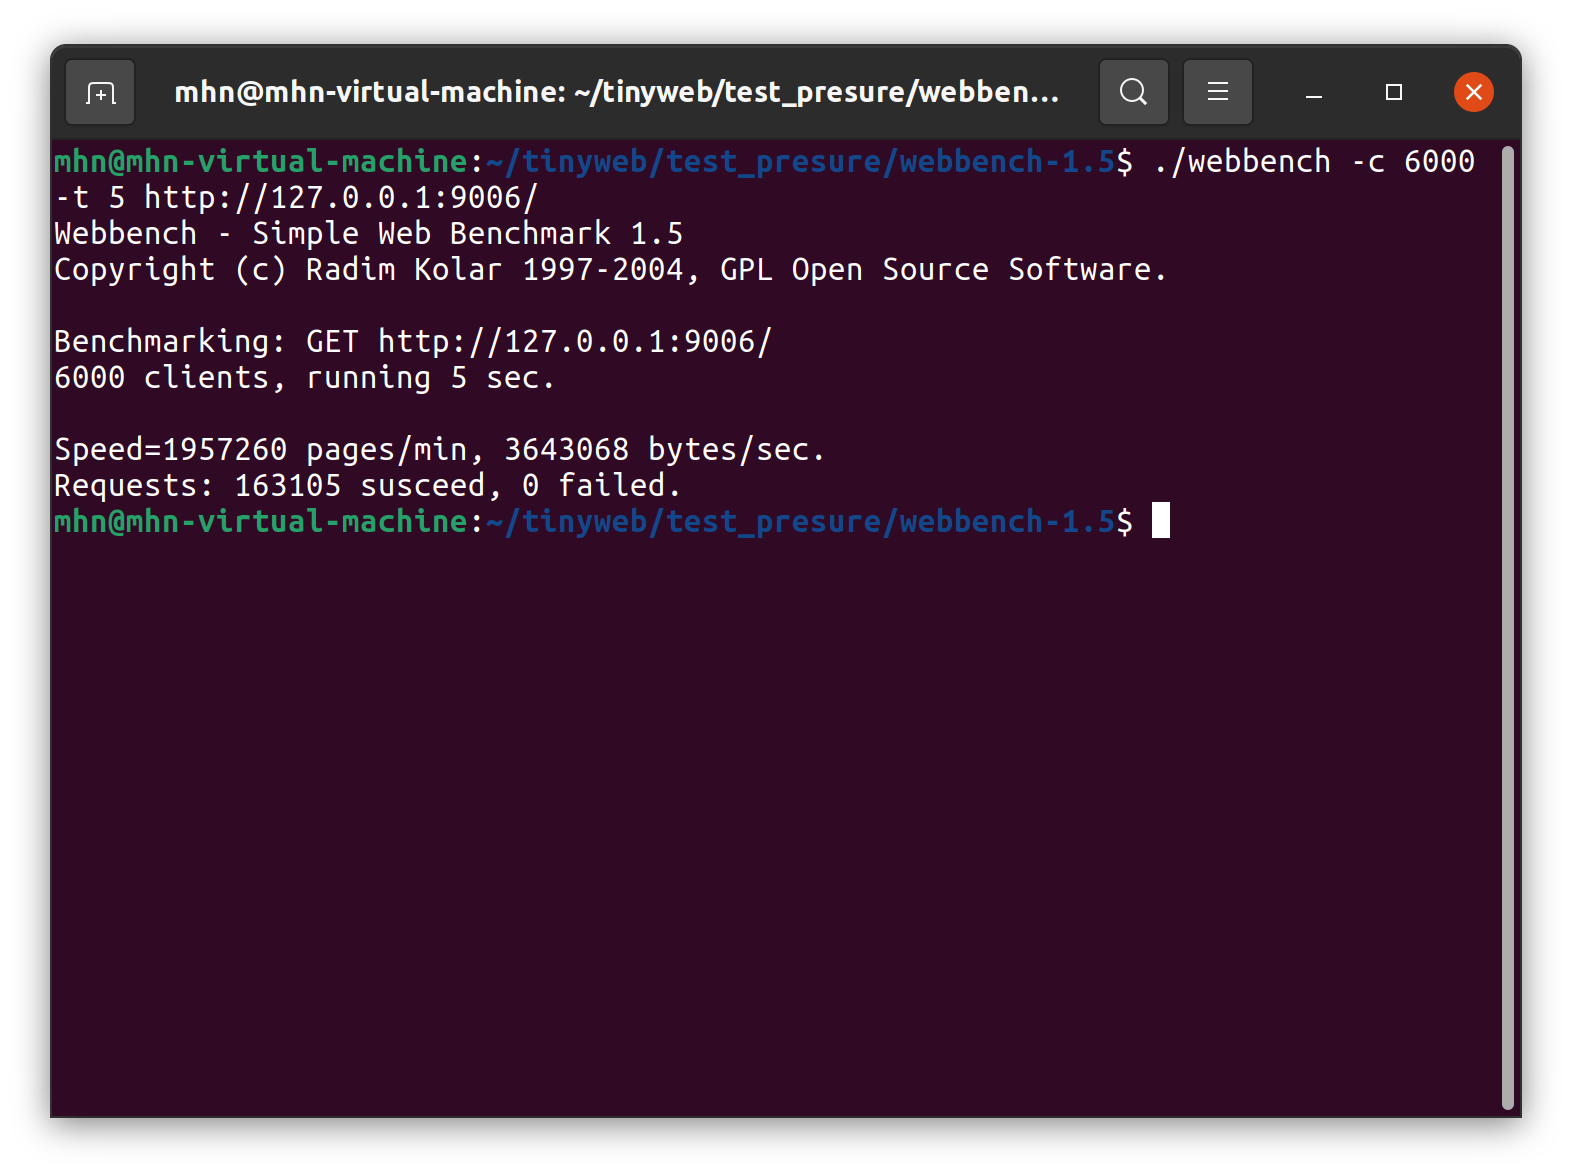 mhn@mhn-virtual-machine: ~/tinyweb/test_presure/webben…
mhn@mhn-virtual-machine:~/tinyweb/test_presure/webbench-1.5$ ./webbench -c 6000
-t 5 http://127.0.0.1:9006/
Webbench - Simple Web Benchmark 1.5
Copyright (c) Radim Kolar 1997-2004, GPL Open Source Software.
Benchmarking: GET http://127.0.0.1:9006/
6000 clients, running 5 sec.
Speed=1957260 pages/min, 3643068 bytes/sec.
Requests: 163105 susceed, 0 failed.
mhn@mhn-virtual-machine:~/tinyweb/test_presure/webbench-1.5$